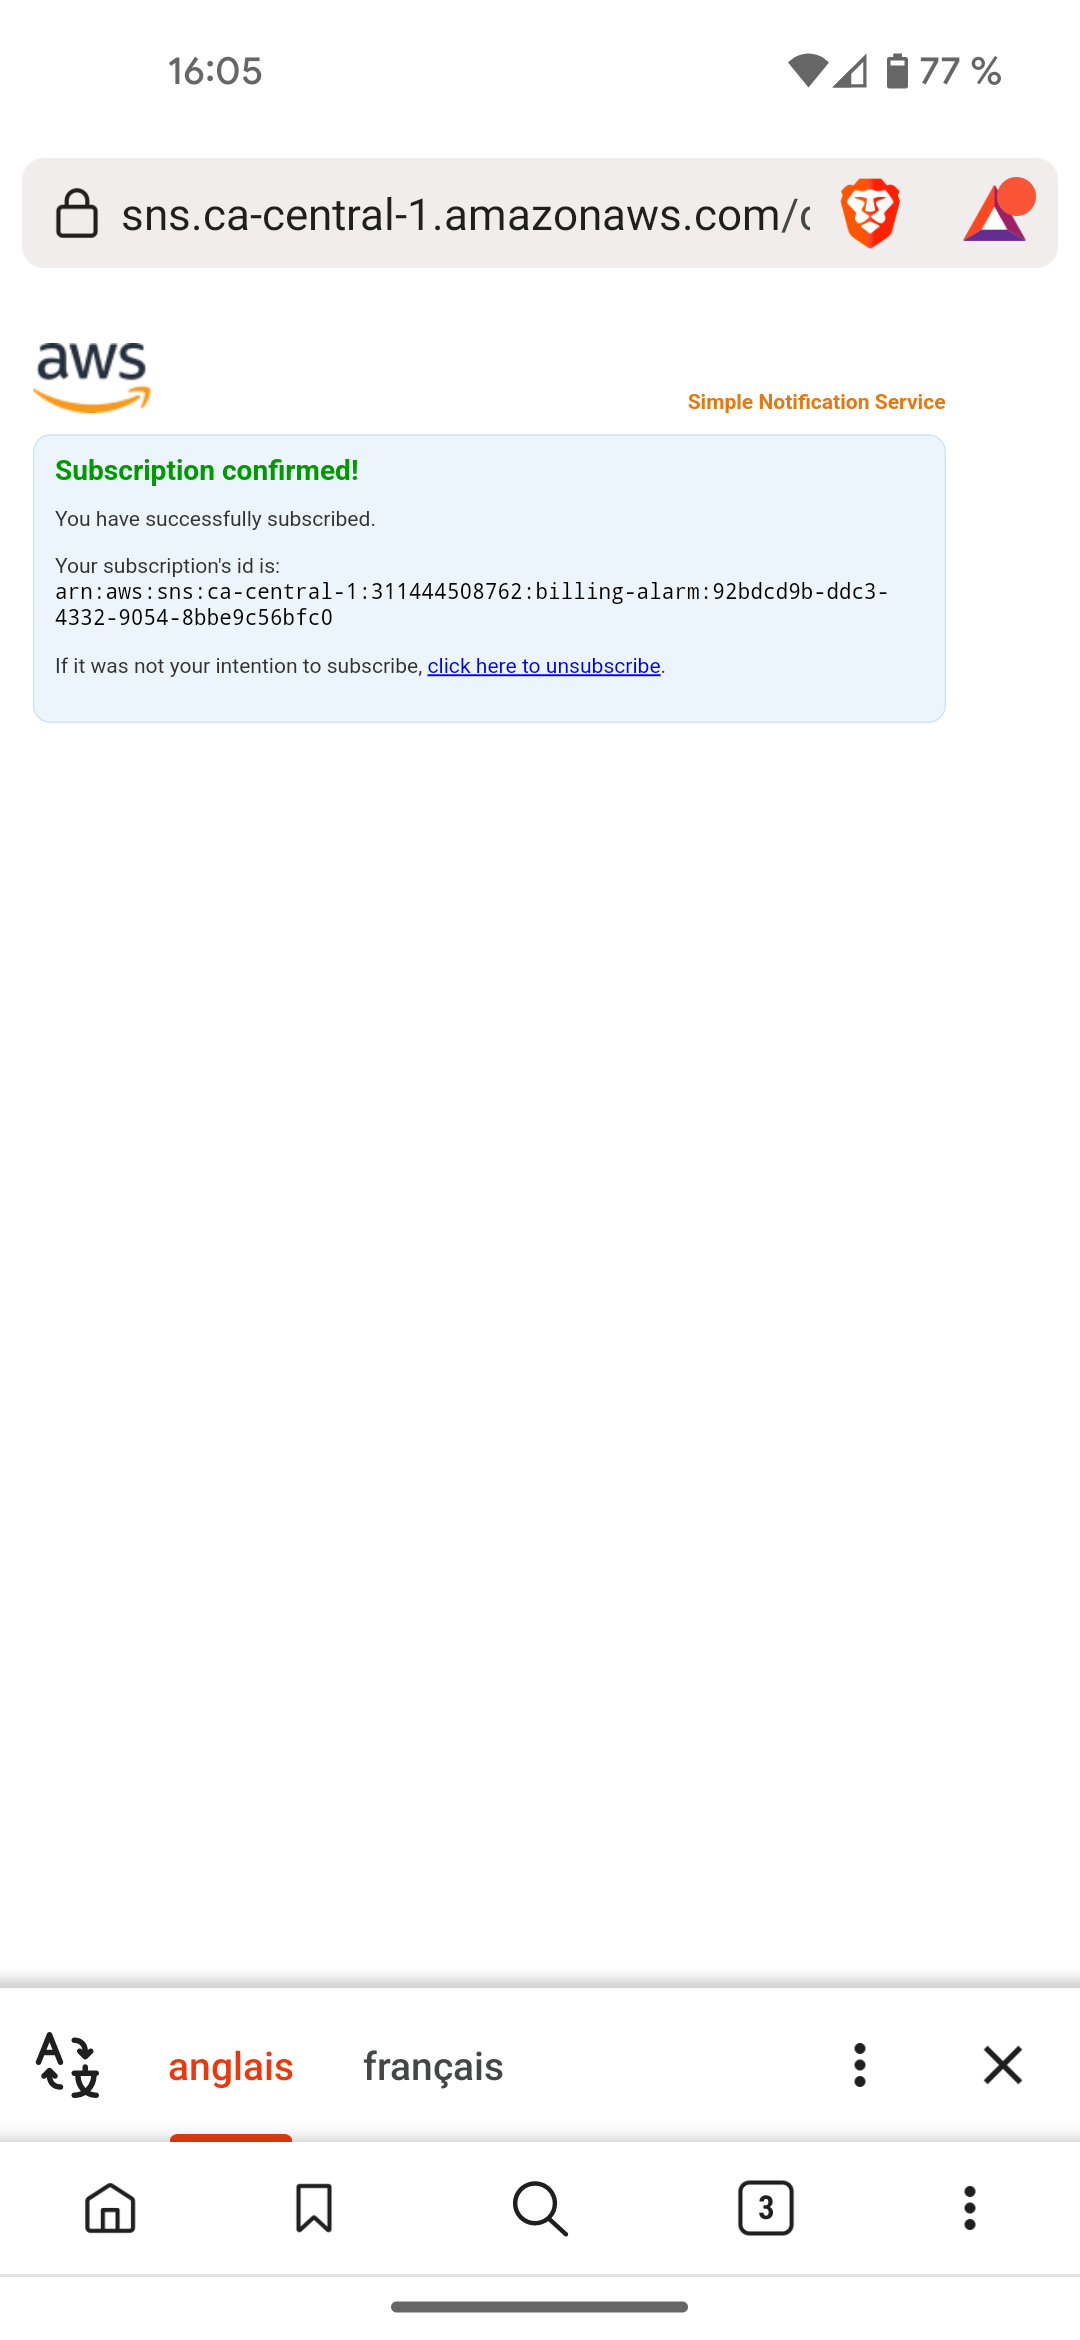 16:05
77 %
sns.ca-central-1.amazonaws.com/
aws
Simple Notification Service
Subscription confirmed!
You have successfully subscribed.
Your subscription's id is:
arn:aws:sns:ca-central-1:311444508762:billing-alarm:92bdcd9b-ddc3-
4332-9054-8bbe9c56bfc0
If it was not your intention to subscribe, click here to unsubscribe.
anglais français
3